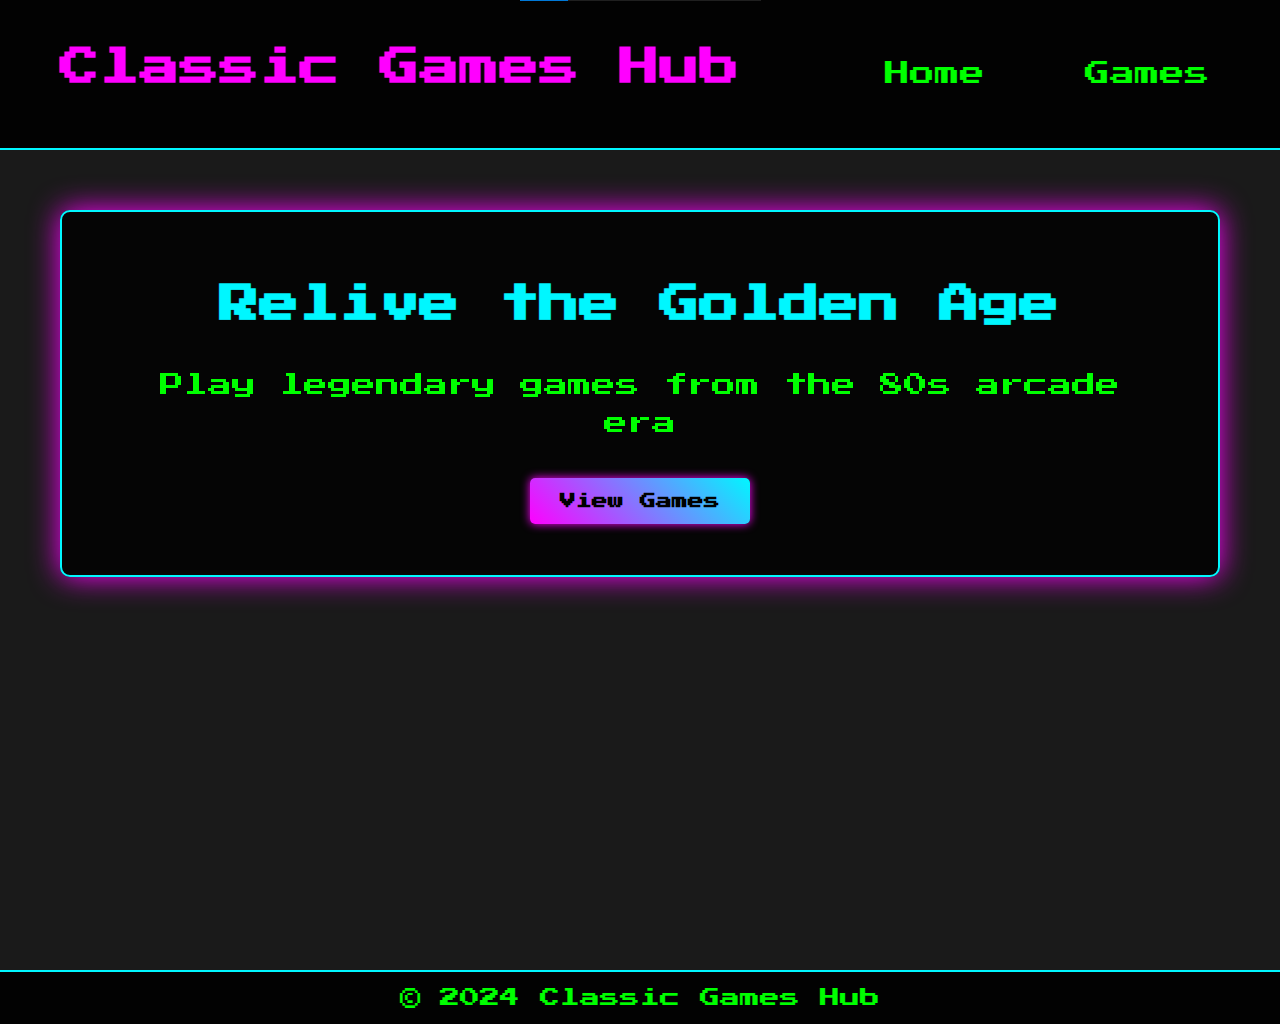 Classic Games Hub
Home
Games
Relive the Golden Age
Play legendary games from the 80s arcade
era
View Games
© 2024 Classic Games Hub